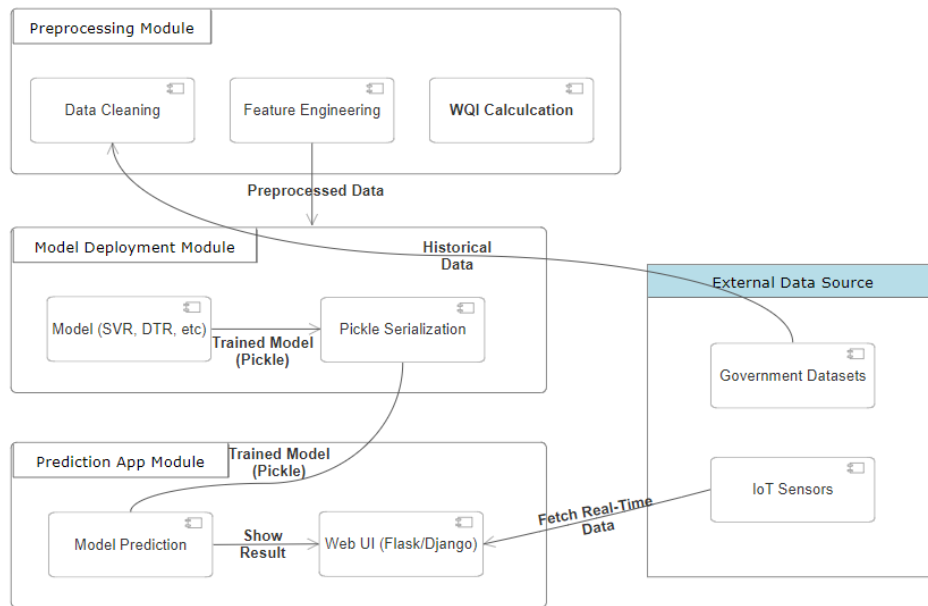 Preprocessing Module
Data Cleaning
Feature Engineering
WQI Calculcation
Preprocessed Data
Model Deployment Module
Historical
Data
External Data Source
Model (SVR, DTR, etc)
Trained Model
(Pickle)
Pickle Serialization
Government Datasets
Prediction App Module
Trained Model
(Pickle)
IoT Sensors
Fetch Real-Time
Data
Model Prediction
Show
Result
Web UI (Flask/Django)